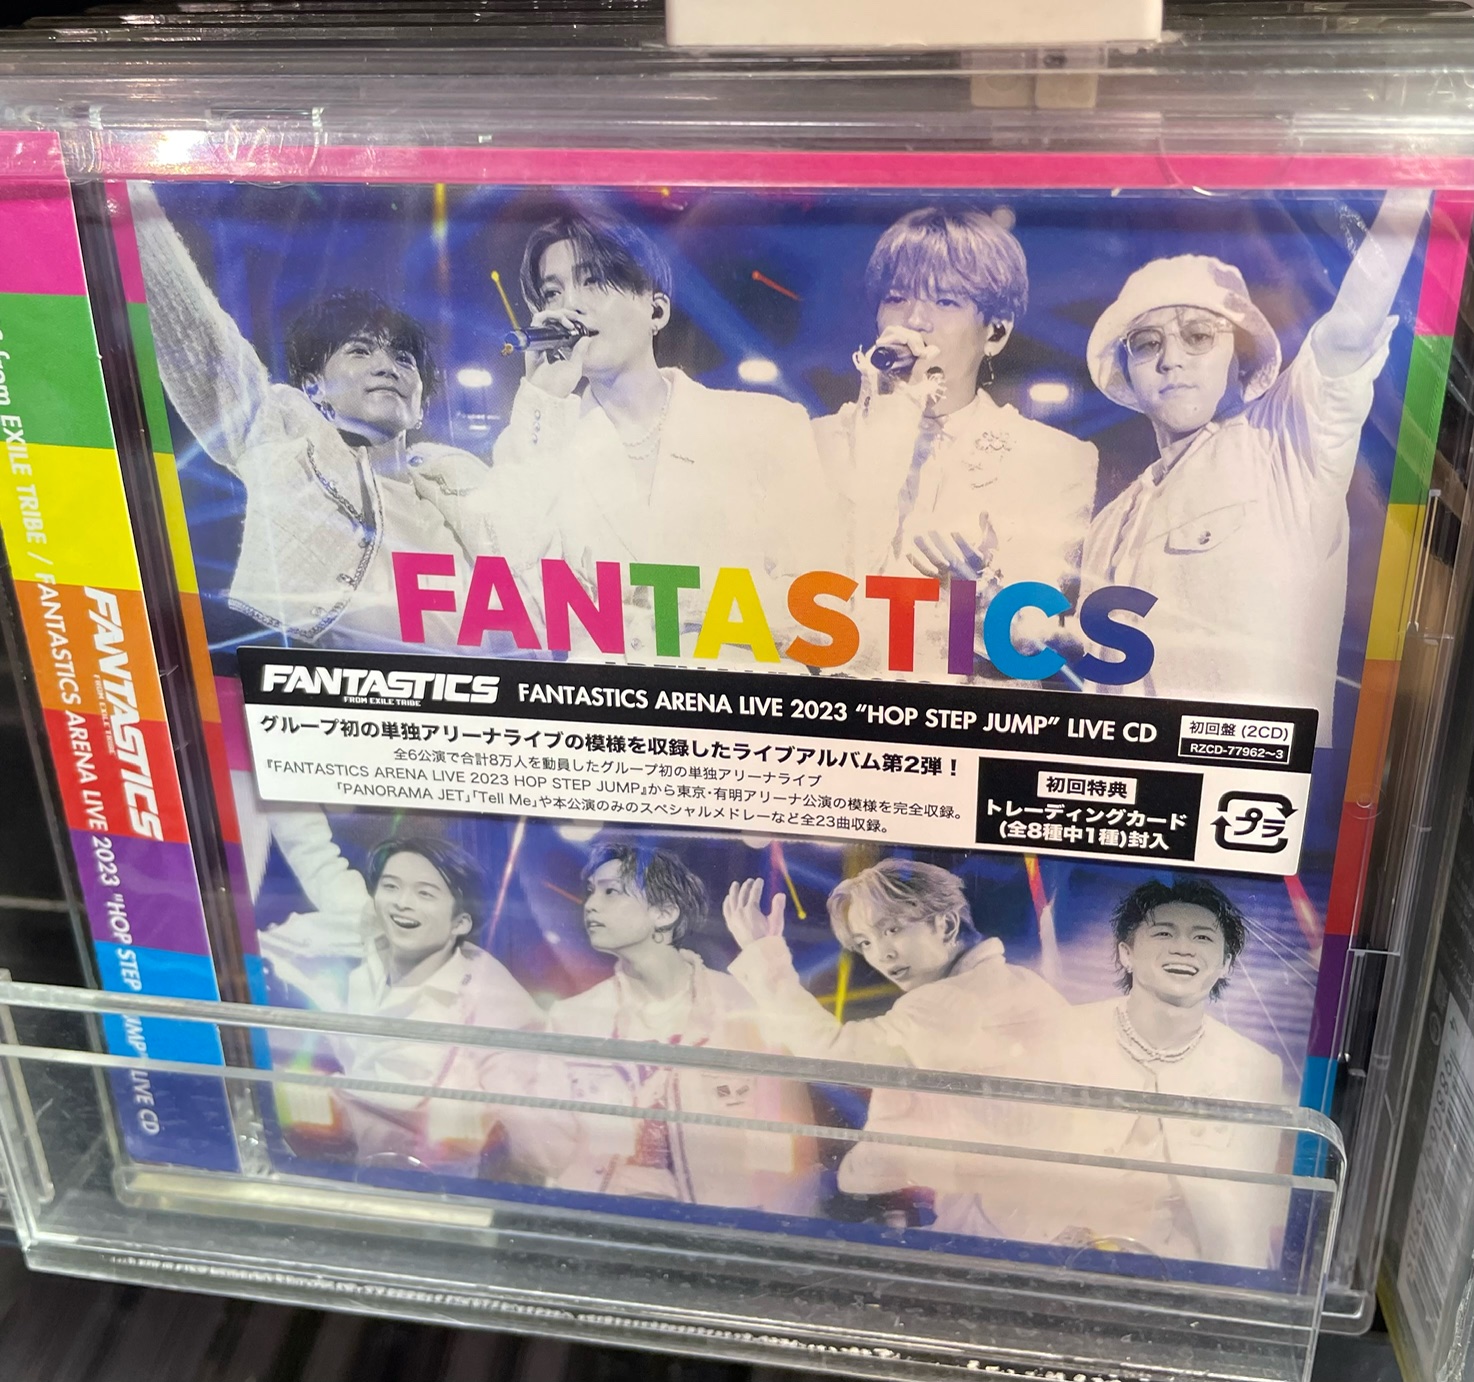 FANTASTICS
FANTASTICS
FROM EXILE TRIBE
FANTASTICS ARENA LIVE 2023 “HOP STEP JUMP” LIVE CD
初回盤 (2CD)
RZCD-77962~3
グループ初の単独アリーナライブの模様を収録したライブアルバム第2弾！
全6公演で合計8万人を動員したグループ初の単独アリーナライブ
『FANTASTICS ARENA LIVE 2023 HOP STEP JUMP』から東京・有明アリーナ公演の模様を完全収録。
「PANORAMA JET」「Tell Me」や本公演のみのスペシャルメドレーなど全23曲収録。
初回特典
トレーディングカード
(全8種中1種)封入
プラ
from EXILE TRIBE / FANTASTICS ARENA LIVE 2023 “HOP STEP JUMP” LIVE CD
FANTASTICS
FROM EXILE TRIBE